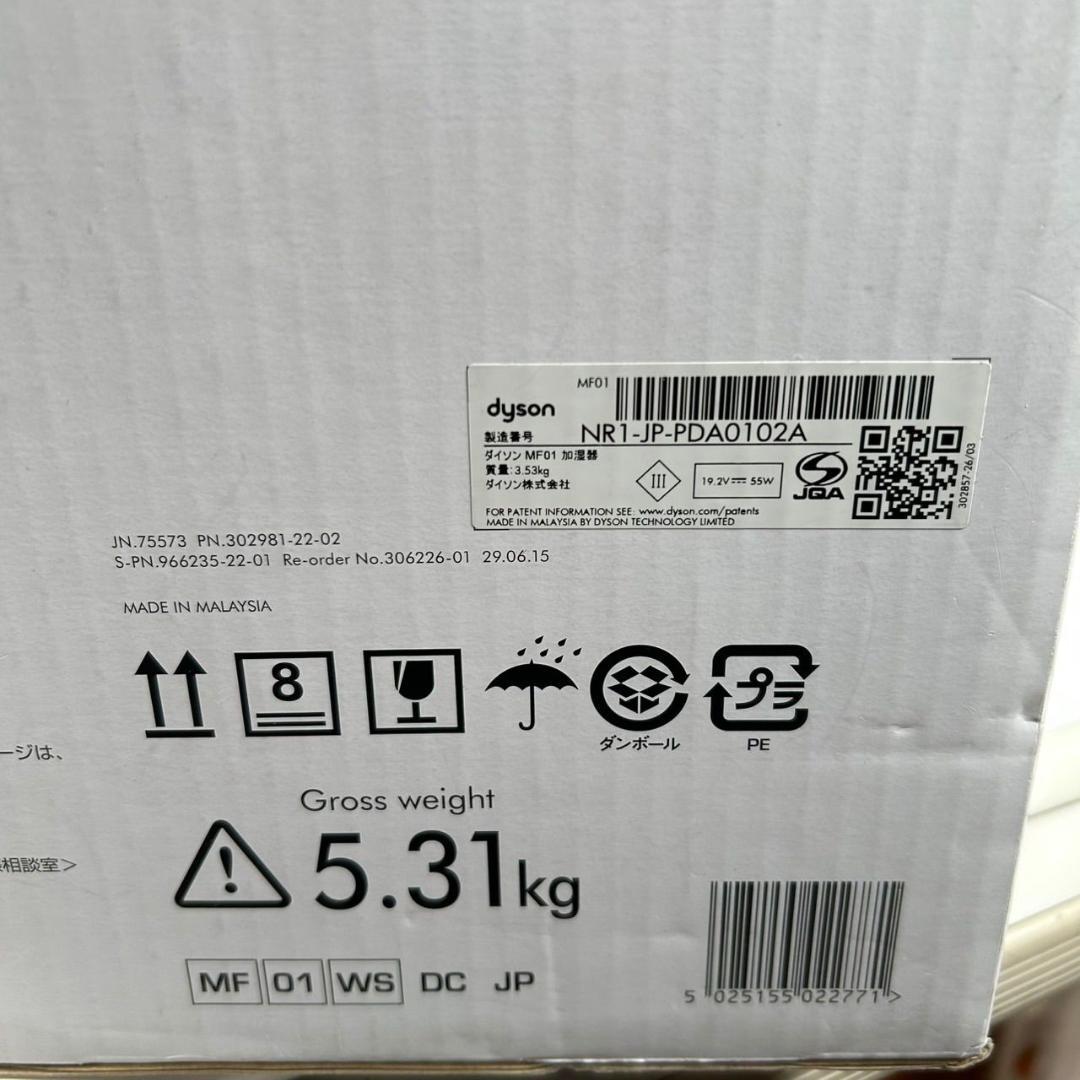 MF01
dyson
製造番号 NR1-JP-PDA0102A
ダイソン MF01 加湿器
質量:3.53kg
ダイソン株式会社
III
19.2V 55W
JQA
302857-26/03
FOR PATENT INFORMATION SEE: www.dyson.com/patents
MADE IN MALAYSIA BY DYSON TECHNOLOGY LIMITED
JN.75573 PN.302981-22-02
S-PN.966235-22-01 Re-order No.306226-01 29.06.15
MADE IN MALAYSIA
8
プラ
ダンボール
PE
ージは、
Gross weight
5.31kg
相談室>
MF 01 WS DC JP
5 025155 022771 >